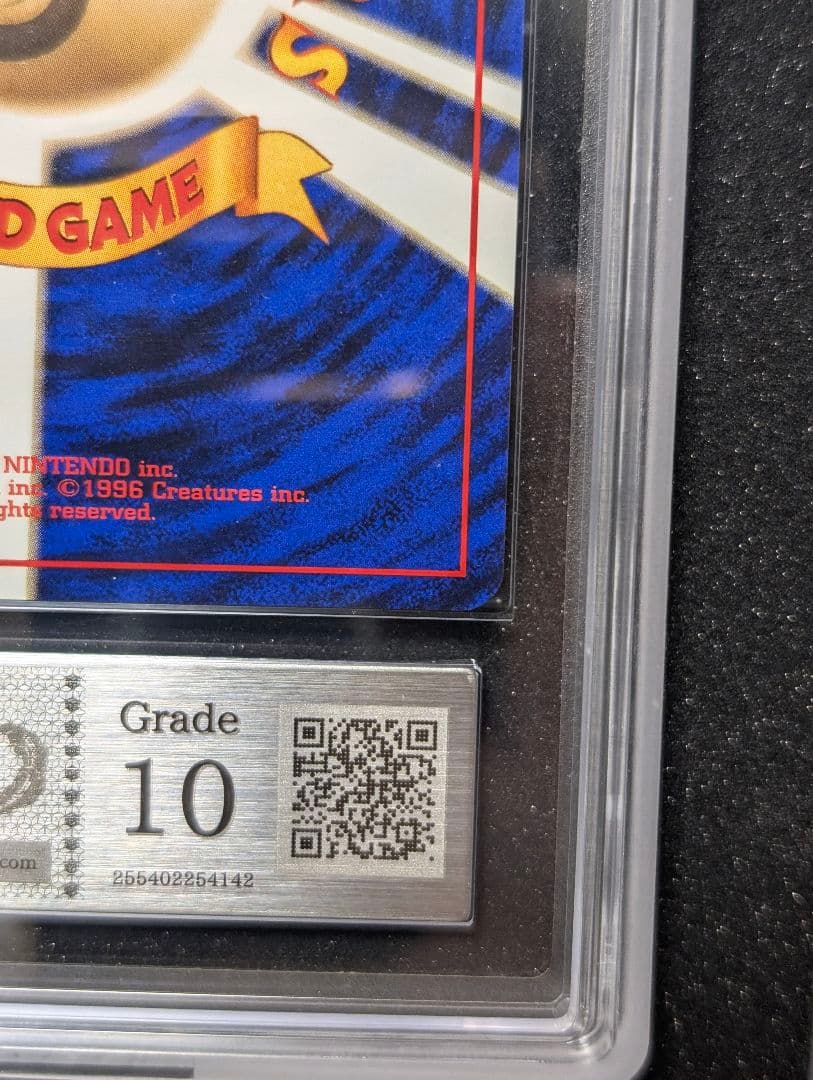 S
D GAME
NINTENDO inc.
inc. ©1996 Creatures inc.
ghts reserved.
Grade
10
com
255402254142